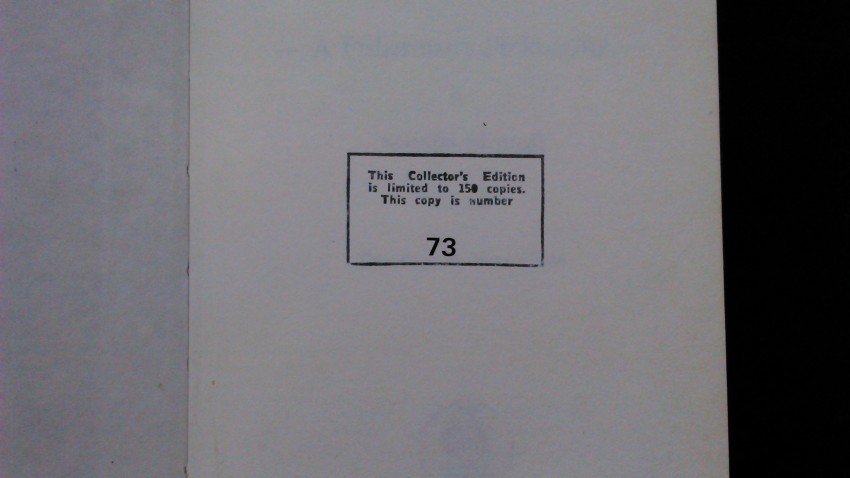 This Collector's Edition
is limited to 150 copies.
This copy is number
73